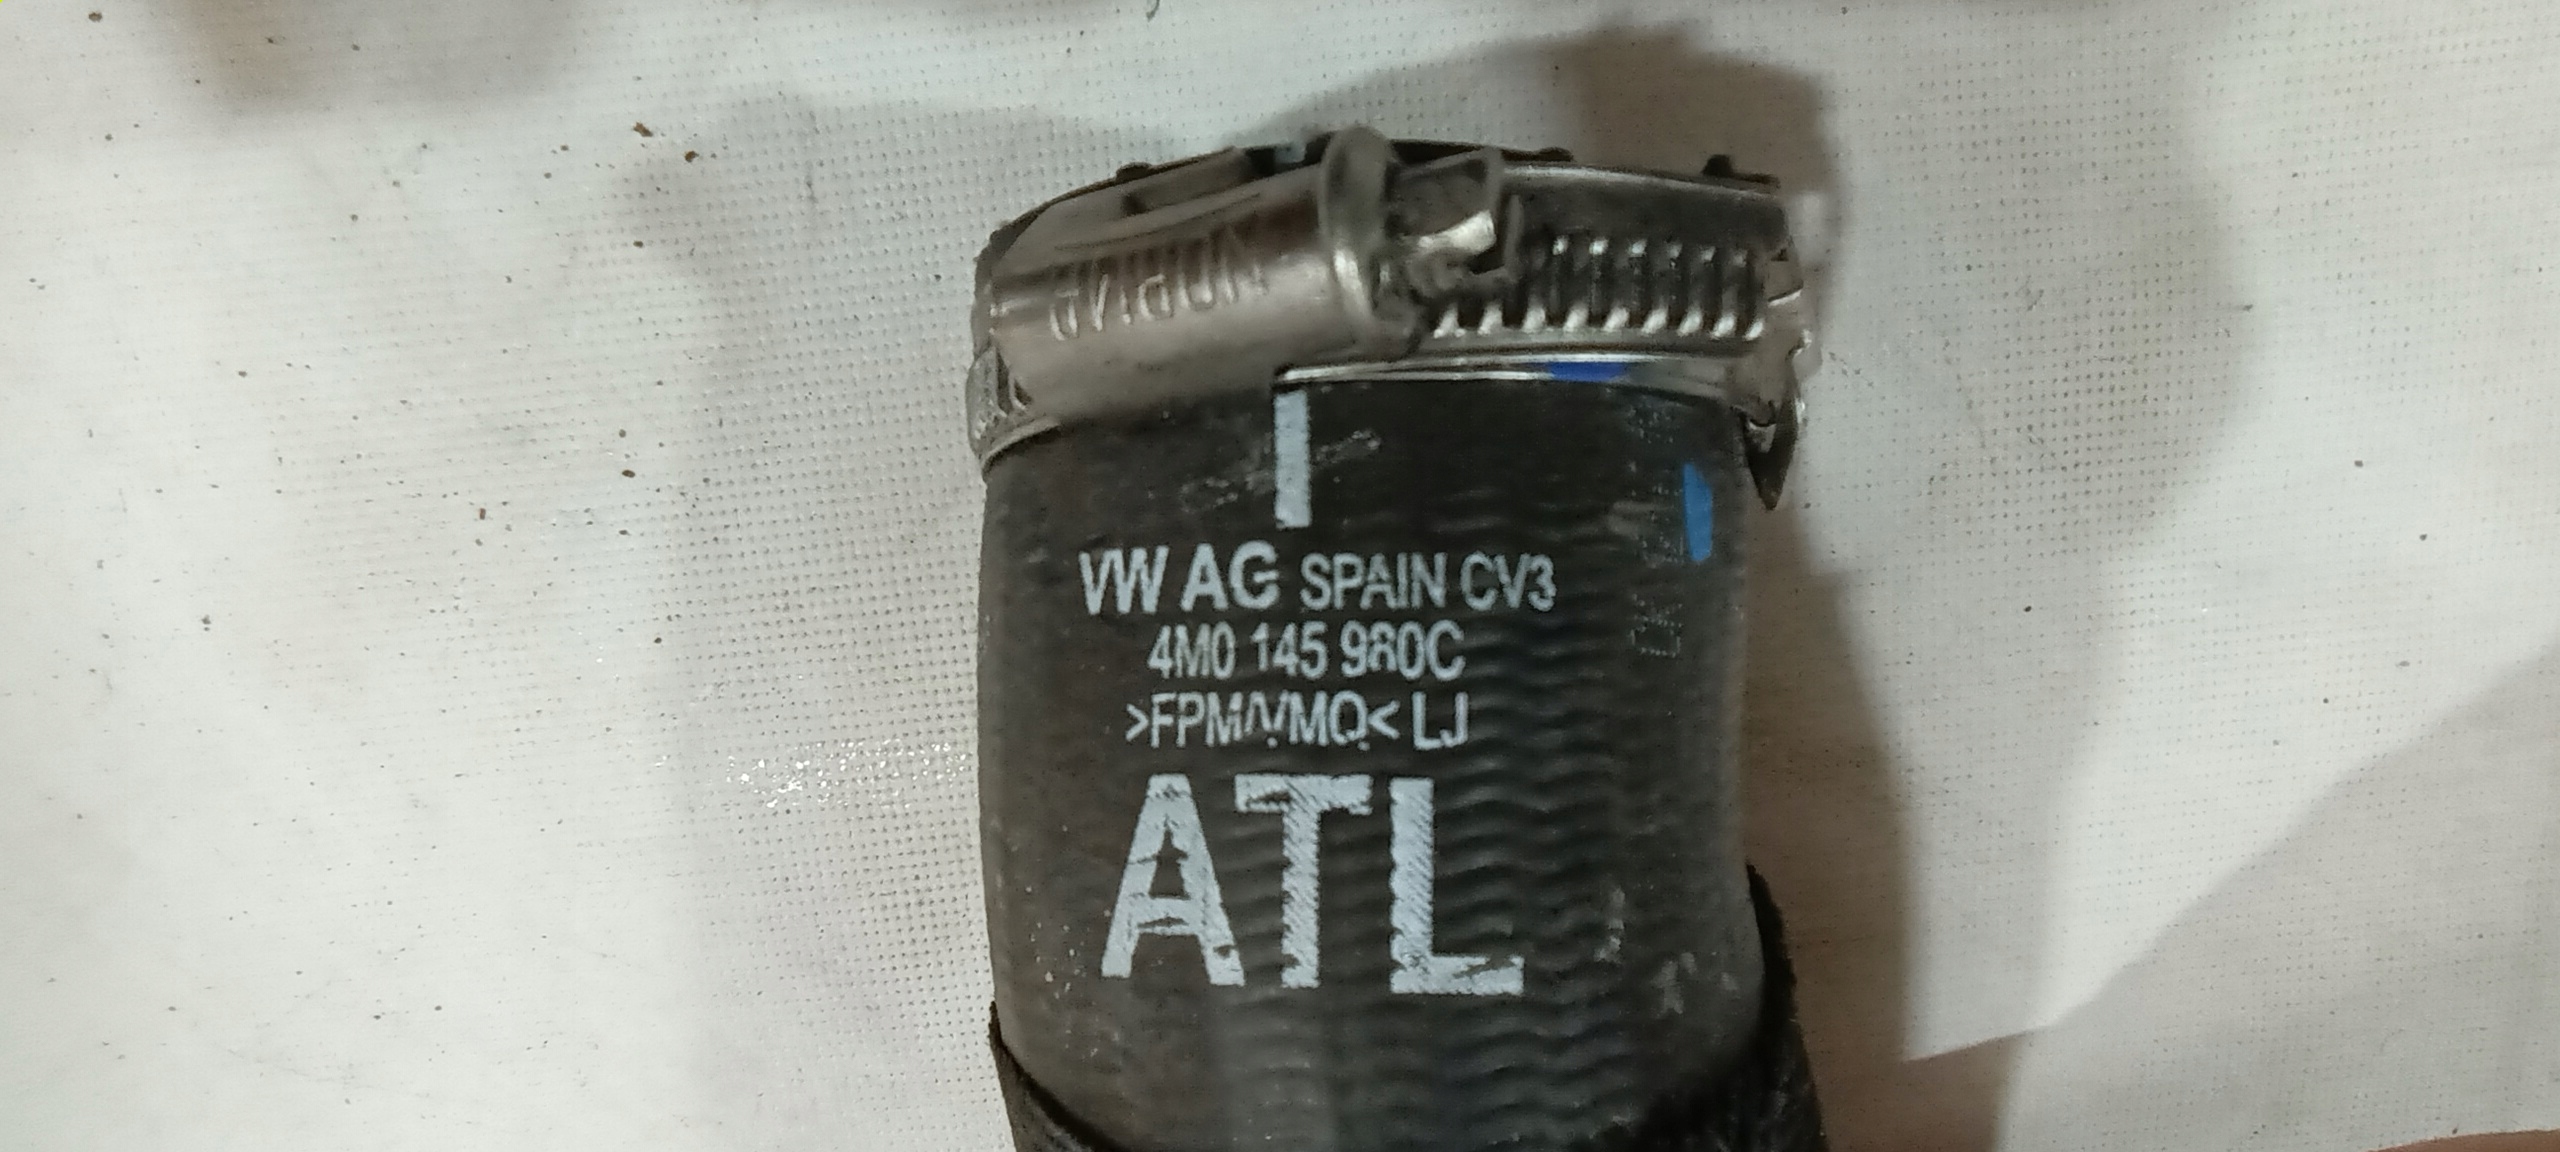 NORMA
VW AG SPAIN CV3
4M0 145 980C
>FPM/VMQ< LJ
ATL